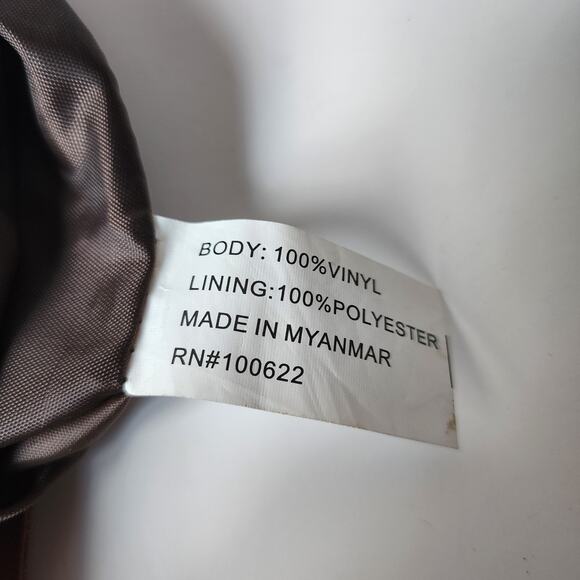 BODY: 100%VINYL
LINING:100%POLYESTER
MADE IN MYANMAR
RN#100622